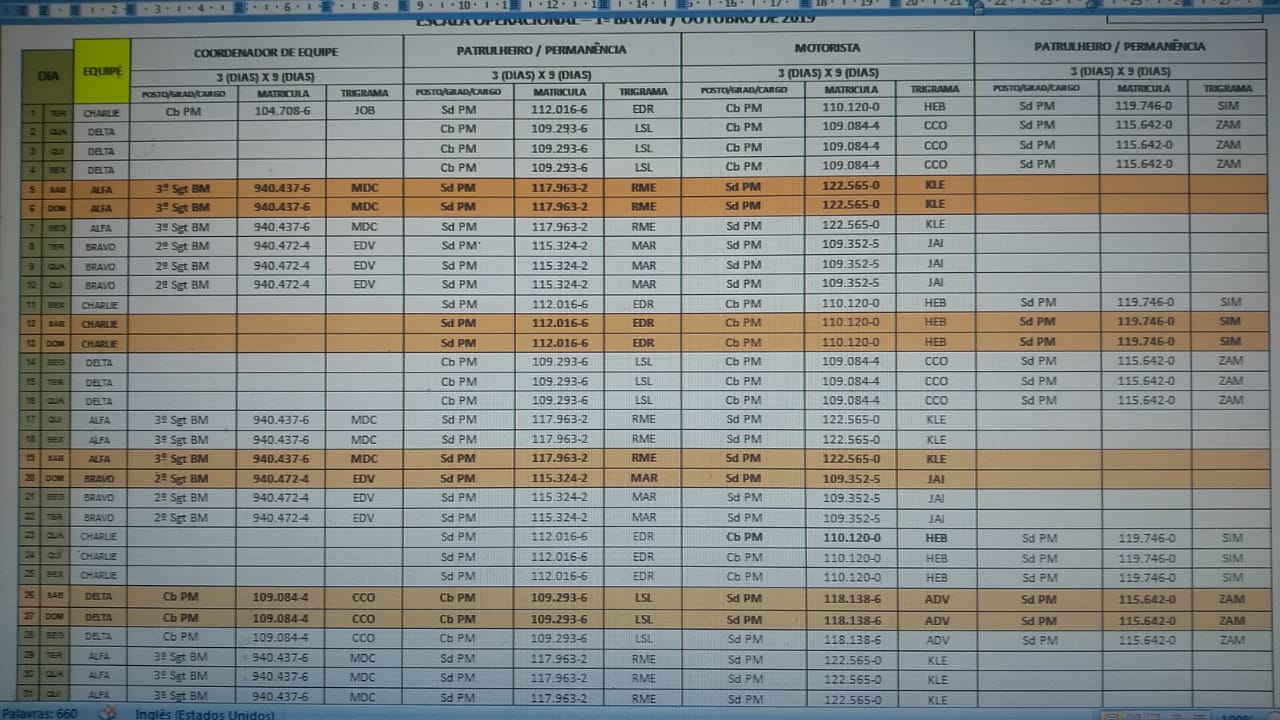 ESCALA OPERACIONAL – 1º BAVAN / OUTUBRO DE 2019
DIA EQUIPE COORDENADOR DE EQUIPE PATRULHEIRO / PERMANÊNCIA MOTORISTA PATRULHEIRO / PERMANÊNCIA
3 (DIAS) X 9 (DIAS) 3 (DIAS) X 9 (DIAS) 3 (DIAS) X 9 (DIAS) 3 (DIAS) X 9 (DIAS)
POSTO/GRAD/CARGO MATRICULA TRIGRAMA POSTO/GRAD/CARGO MATRICULA TRIGRAMA POSTO/GRAD/CARGO MATRICULA TRIGRAMA POSTO/GRAD/CARGO MATRICULA TRIGRAMA
1 TER CHARLIE Cb PM 104.708-6 JOB Sd PM 112.016-6 EDR Cb PM 110.120-0 HEB Sd PM 119.746-0 SIM
2 QUA DELTA Cb PM 109.293-6 LSL Cb PM 109.084-4 CCO Sd PM 115.642-0 ZAM
3 QUI DELTA Cb PM 109.293-6 LSL Cb PM 109.084-4 CCO Sd PM 115.642-0 ZAM
4 SEX DELTA Cb PM 109.293-6 LSL Cb PM 109.084-4 CCO Sd PM 115.642-0 ZAM
5 SAB ALFA 3º Sgt BM 940.437-6 MDC Sd PM 117.963-2 RME Sd PM 122.565-0 KLE
6 DOM ALFA 3º Sgt BM 940.437-6 MDC Sd PM 117.963-2 RME Sd PM 122.565-0 KLE
7 SEG ALFA 3º Sgt BM 940.437-6 MDC Sd PM 117.963-2 RME Sd PM 122.565-0 KLE
8 TER BRAVO 2º Sgt BM 940.472-4 EDV Sd PM 115.324-2 MAR Sd PM 109.352-5 JAI
9 QUA BRAVO 2º Sgt BM 940.472-4 EDV Sd PM 115.324-2 MAR Sd PM 109.352-5 JAI
10 QUI BRAVO 2º Sgt BM 940.472-4 EDV Sd PM 115.324-2 MAR Sd PM 109.352-5 JAI
11 SEX CHARLIE Sd PM 112.016-6 EDR Cb PM 110.120-0 HEB Sd PM 119.746-0 SIM
12 SAB CHARLIE Sd PM 112.016-6 EDR Cb PM 110.120-0 HEB Sd PM 119.746-0 SIM
13 DOM CHARLIE Sd PM 112.016-6 EDR Cb PM 110.120-0 HEB Sd PM 119.746-0 SIM
14 SEG DELTA Cb PM 109.293-6 LSL Cb PM 109.084-4 CCO Sd PM 115.642-0 ZAM
15 TER DELTA Cb PM 109.293-6 LSL Cb PM 109.084-4 CCO Sd PM 115.642-0 ZAM
16 QUA DELTA Cb PM 109.293-6 LSL Cb PM 109.084-4 CCO Sd PM 115.642-0 ZAM
17 QUI ALFA 3º Sgt BM 940.437-6 MDC Sd PM 117.963-2 RME Sd PM 122.565-0 KLE
18 SEX ALFA 3º Sgt BM 940.437-6 MDC Sd PM 117.963-2 RME Sd PM 122.565-0 KLE
19 SAB ALFA 3º Sgt BM 940.437-6 MDC Sd PM 117.963-2 RME Sd PM 122.565-0 KLE
20 DOM BRAVO 2º Sgt BM 940.472-4 EDV Sd PM 115.324-2 MAR Sd PM 109.352-5 JAI
21 SEG BRAVO 2º Sgt BM 940.472-4 EDV Sd PM 115.324-2 MAR Sd PM 109.352-5 JAI
22 TER BRAVO 2º Sgt BM 940.472-4 EDV Sd PM 115.324-2 MAR Sd PM 109.352-5 JAI
23 QUA CHARLIE Sd PM 112.016-6 EDR Cb PM 110.120-0 HEB Sd PM 119.746-0 SIM
24 QUI CHARLIE Sd PM 112.016-6 EDR Cb PM 110.120-0 HEB Sd PM 119.746-0 SIM
25 SEX CHARLIE Sd PM 112.016-6 EDR Cb PM 110.120-0 HEB Sd PM 119.746-0 SIM
26 SAB DELTA Cb PM 109.084-4 CCO Cb PM 109.293-6 LSL Sd PM 118.138-6 ADV Sd PM 115.642-0 ZAM
27 DOM DELTA Cb PM 109.084-4 CCO Cb PM 109.293-6 LSL Sd PM 118.138-6 ADV Sd PM 115.642-0 ZAM
28 SEG DELTA Cb PM 109.084-4 CCO Cb PM 109.293-6 LSL Sd PM 118.138-6 ADV Sd PM 115.642-0 ZAM
29 TER ALFA 3º Sgt BM 940.437-6 MDC Sd PM 117.963-2 RME Sd PM 122.565-0 KLE
30 QUA ALFA 3º Sgt BM 940.437-6 MDC Sd PM 117.963-2 RME Sd PM 122.565-0 KLE
31 QUI ALFA 3º Sgt BM 940.437-6 MDC Sd PM 117.963-2 RME Sd PM 122.565-0 KLE
Palavras: 660 Inglês (Estados Unidos)